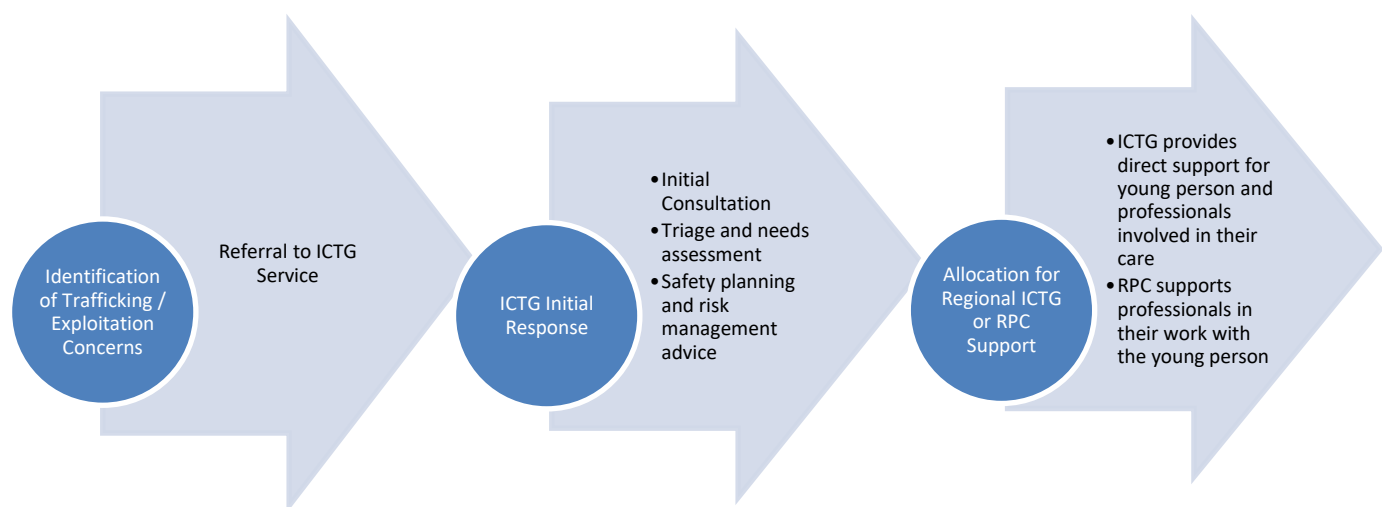 Identification
of Trafficking /
Exploitation
Concerns
Referral to ICTG
Service
ICTG Initial
Response
•Initial
Consultation
•Triage and needs
assessment
•Safety planning
and risk
management
advice
Allocation for
Regional ICTG
or RPC
Support
•ICTG provides
direct support for
young person and
professionals
involved in their
care
•RPC supports
professionals in
their work with
the young person